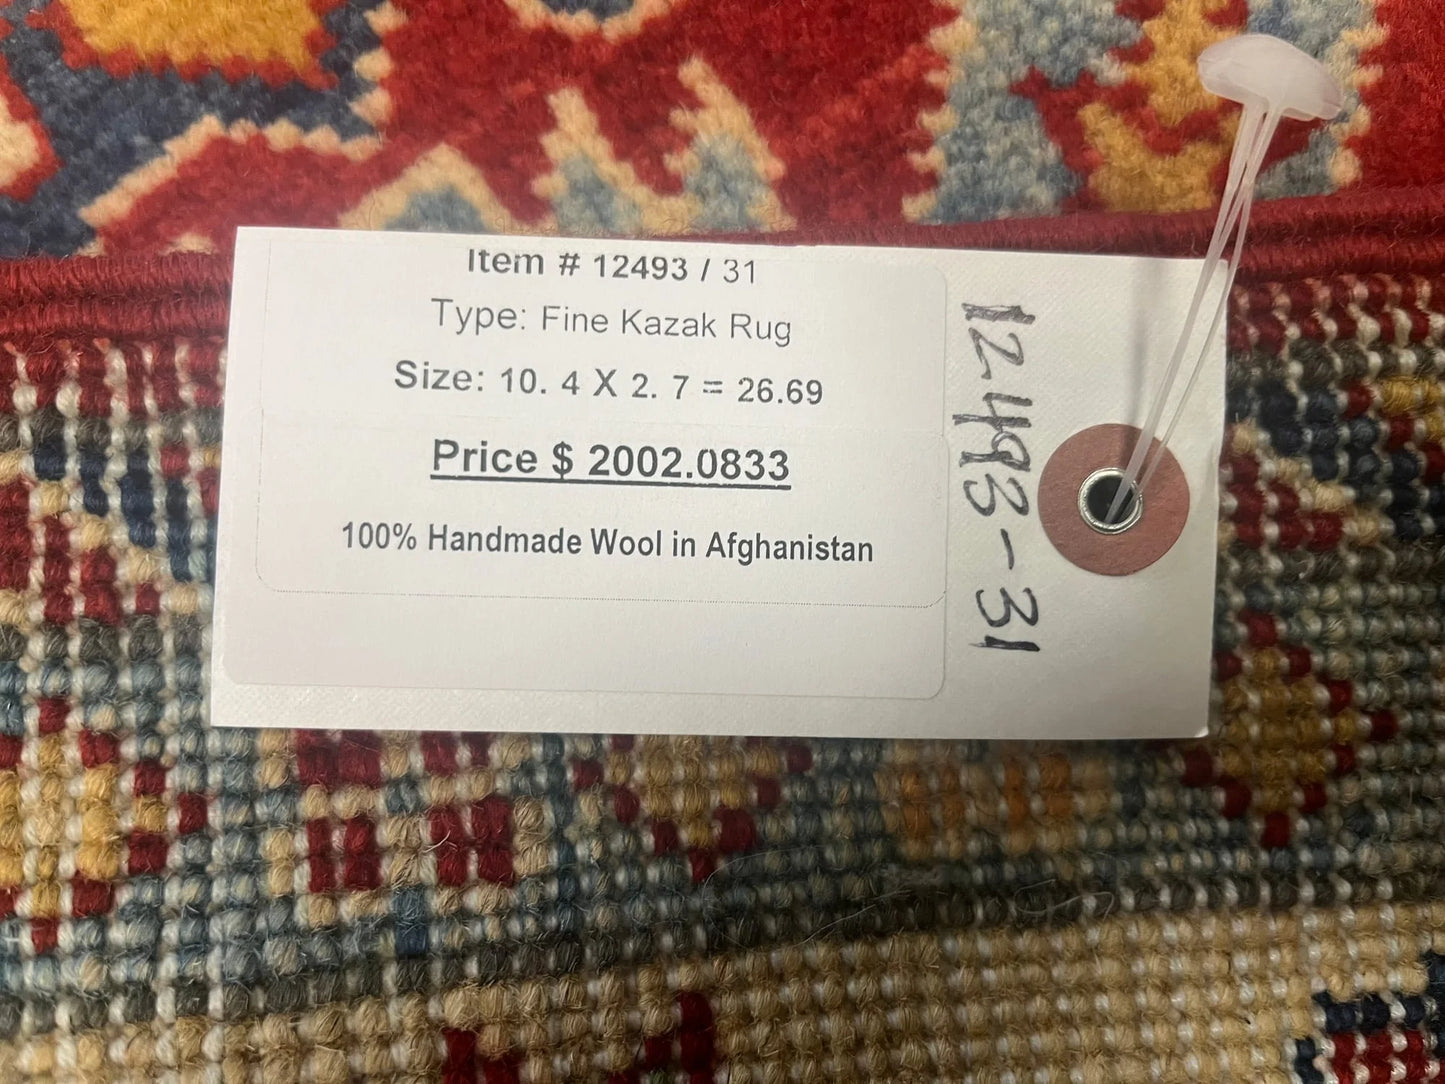 Item # 12493 / 31
Type: Fine Kazak Rug
Size: 10. 4 X 2. 7 = 26.69
Price $ 2002.0833
100% Handmade Wool in Afghanistan
12493-31